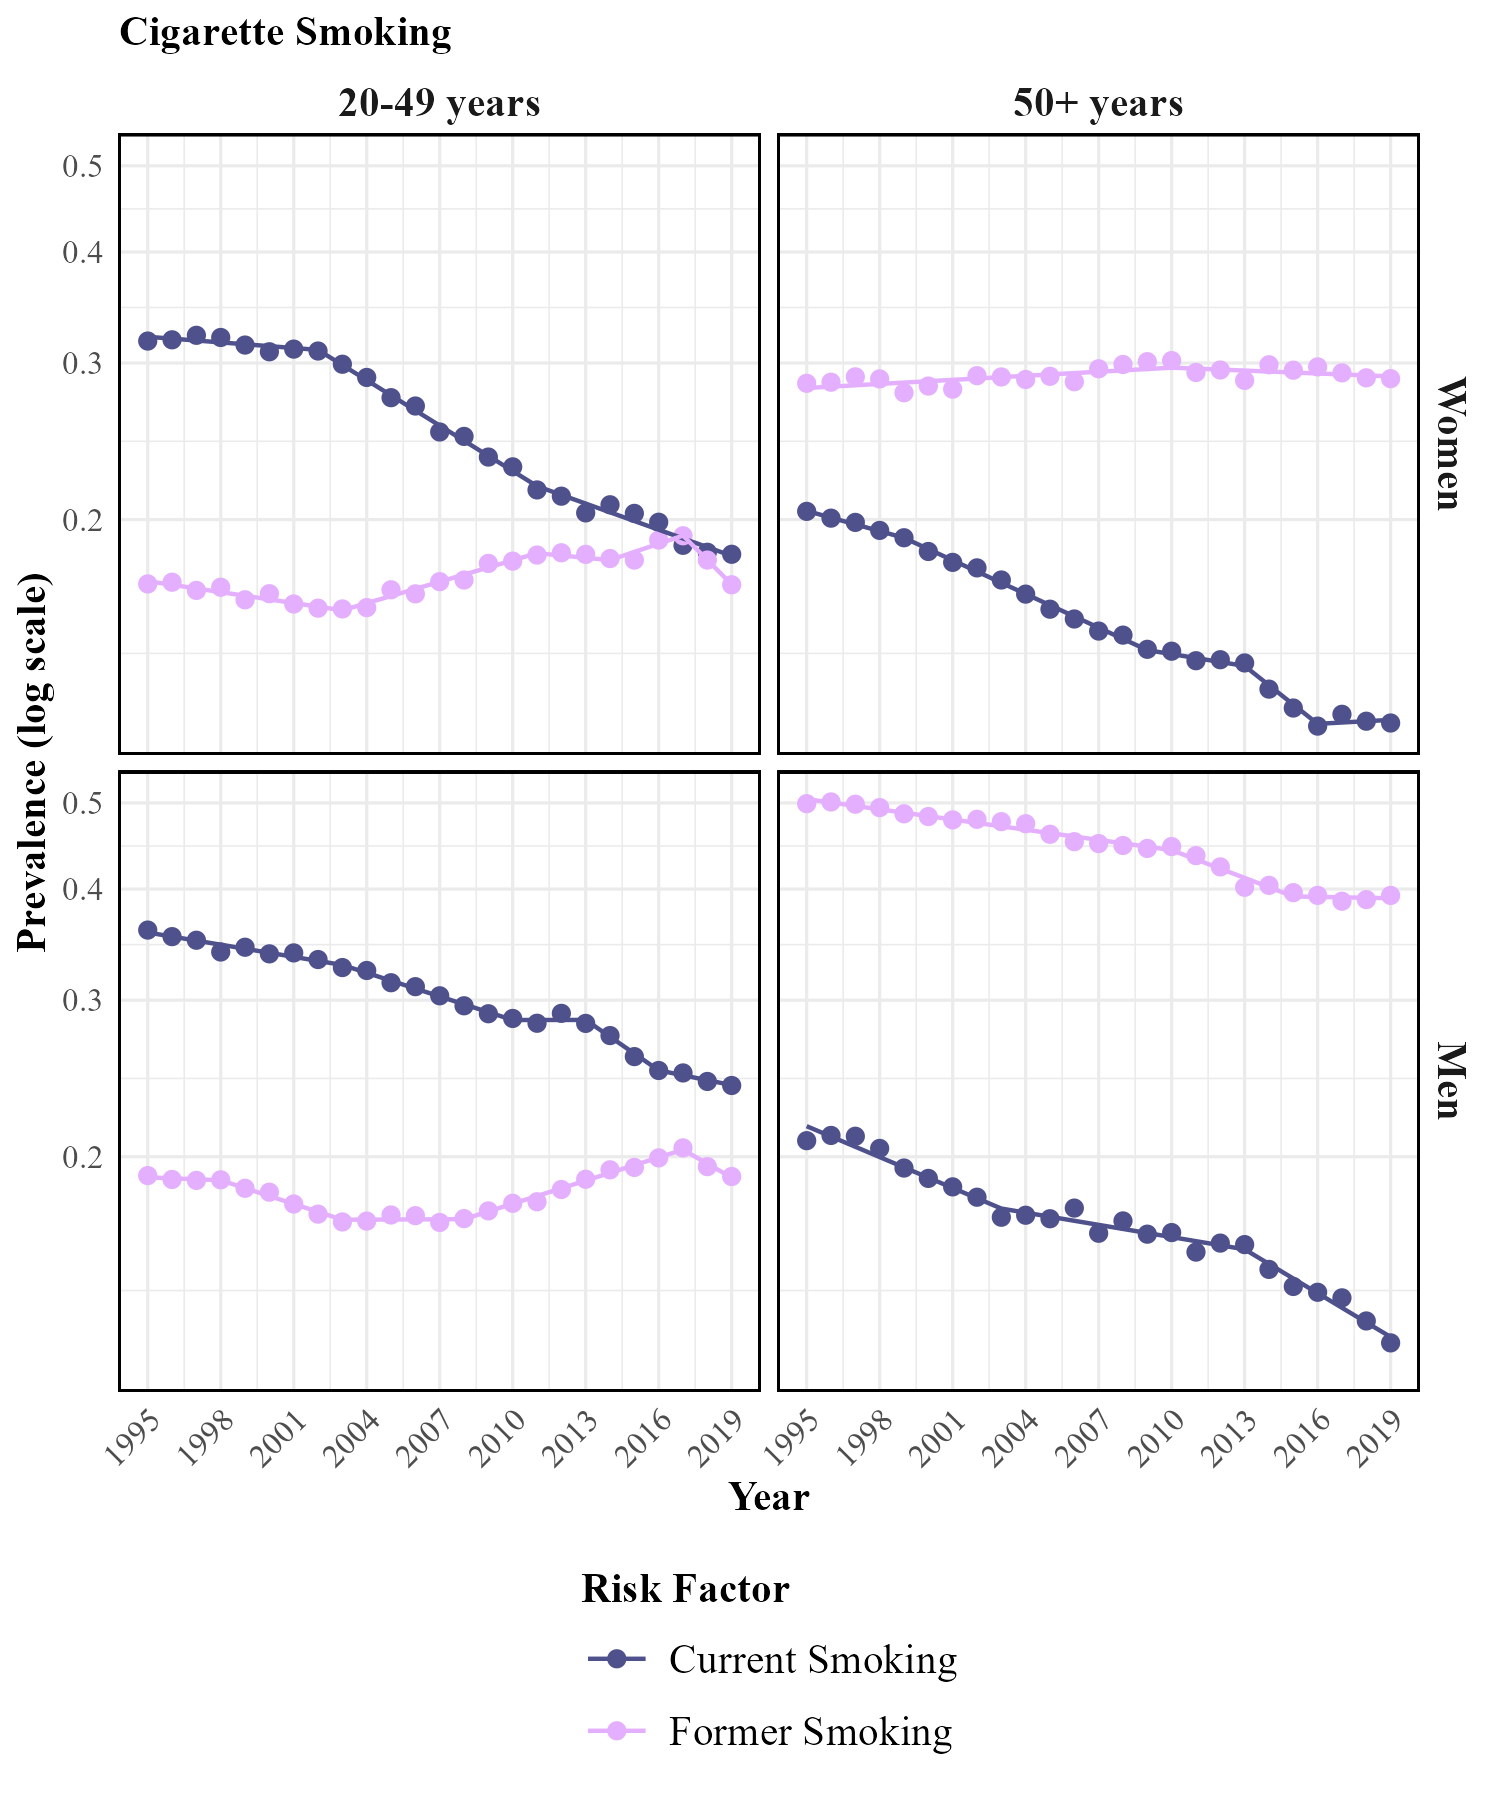 Cigarette Smoking
20-49 years
50+ years
0.5
0.4
0.3
0.2
Women
Prevalence (log scale)
0.5
0.4
0.3
0.2
Men
1995
1998
2001
2004
2007
2010
2013
2016
2019
1995
1998
2001
2004
2007
2010
2013
2016
2019
Year
Risk Factor
Current Smoking
Former Smoking